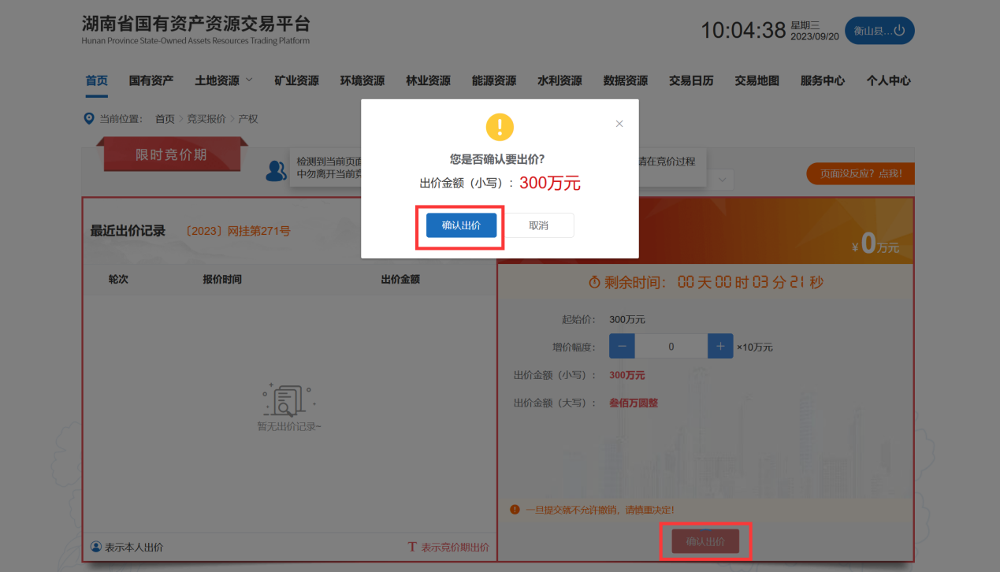 湖南省国有资产资源交易平台
Hunan Province State-Owned Assets Resources Trading Platform
10:04:38
星期三
2023/09/20
衡山县...
首页 国有资产 土地资源 矿业资源 环境资源 林业资源 能源资源 水利资源 数据资源 交易日历 交易地图 服务中心 个人中心
当前位置： 首页 > 竞买报价 > 产权
限时竞价期
检测到当前页面
请在竞价过程
中勿离开当前竞
页面没反应？点我！
您是否确认要出价？
出价金额（小写）：300万元
确认出价 取消
最近出价记录 〔2023〕网挂第271号
¥0万元
轮次 报价时间 出价金额
剩余时间： 00 天 00 时 03 分 21 秒
起始价： 300万元
增价幅度： － 0 ＋ ×10万元
出价金额（小写）： 300万元
出价金额（大写）： 叁佰万圆整
暂无出价记录~
! 一旦提交就不允许撤销，请慎重决定！
表示本人出价 T 表示竞价期出价
确认出价